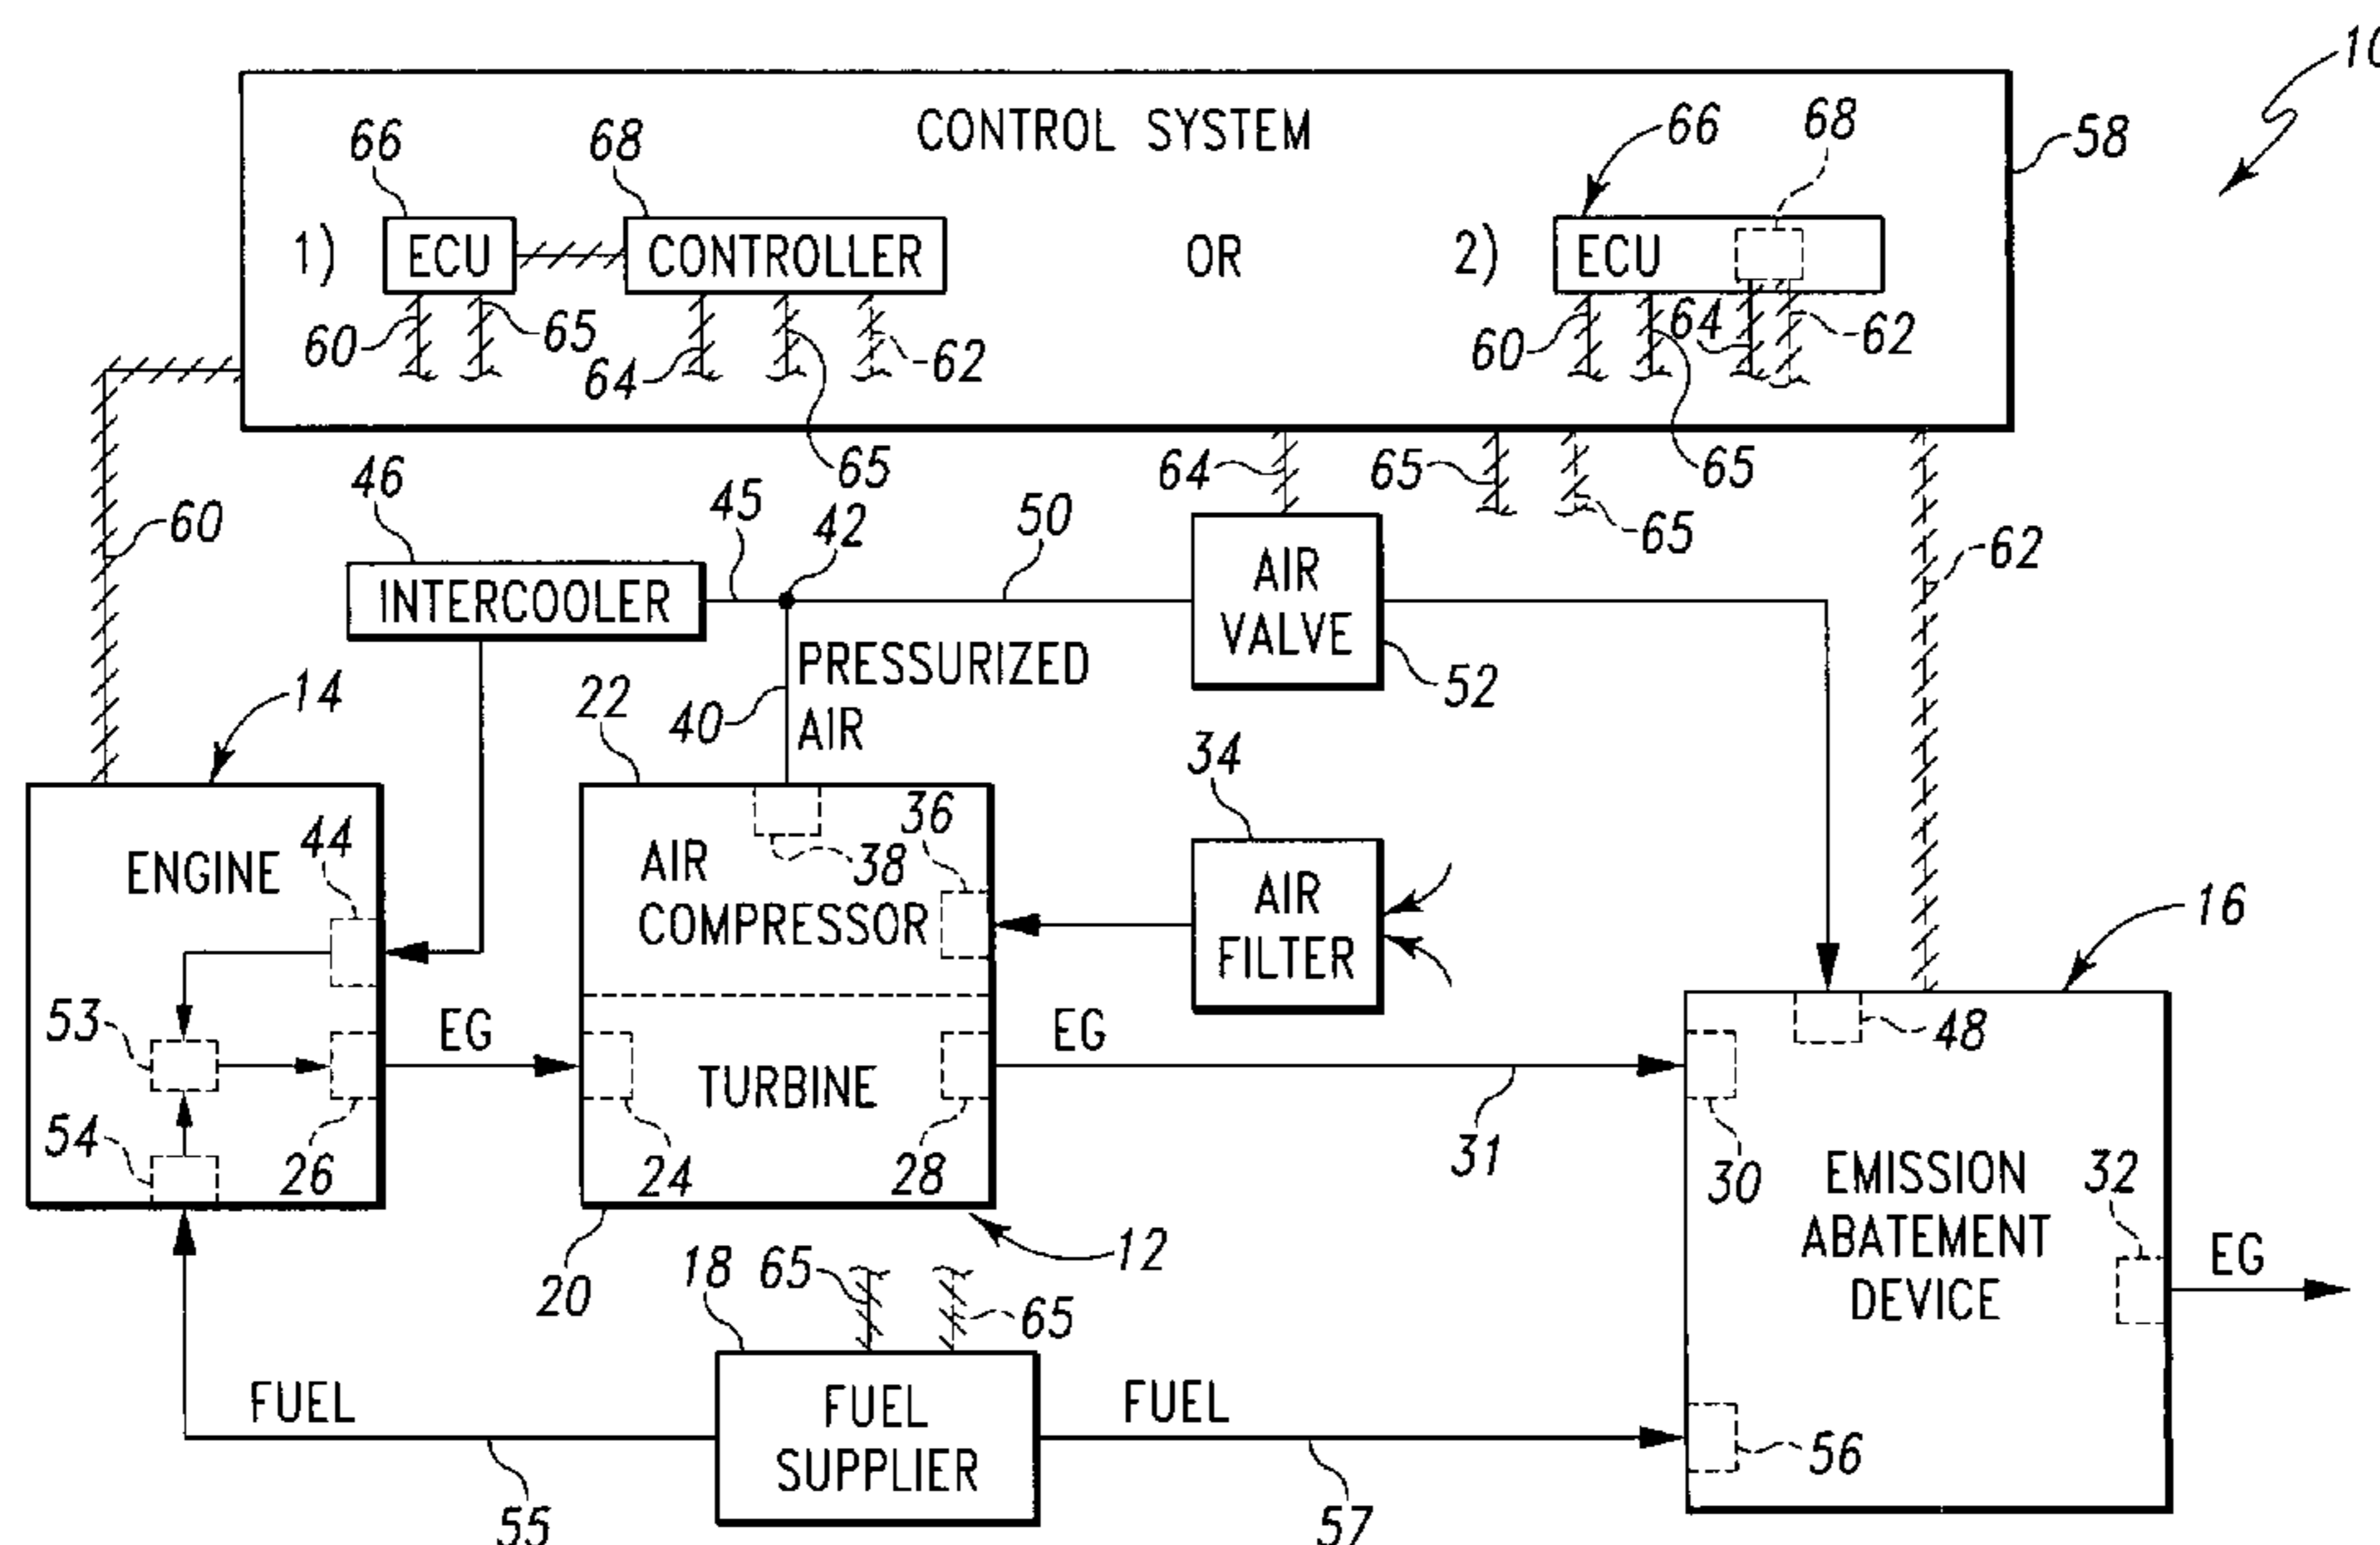 10
CONTROL SYSTEM
58
66
68
66
68
1)
ECU
CONTROLLER
OR
2)
ECU
60
65
64
62
60
64
62
65
65
46
45
42
50
64
65
65
60
62
INTERCOOLER
AIR
VALVE
52
PRESSURIZED
AIR
40
14
22
34
36
38
44
ENGINE
AIR
COMPRESSOR
AIR
FILTER
16
53
EG
EG
48
TURBINE
54
26
24
28
31
30
EMISSION
ABATEMENT
DEVICE
32
EG
12
20
18
65
65
FUEL
FUEL
SUPPLIER
FUEL
56
55
57